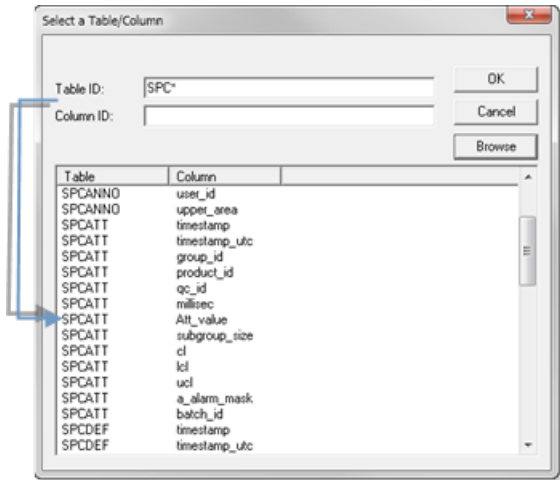 Select a Table/Column
Table ID: SPC* OK
Column ID: Cancel
Browse
Table Column
SPCANNO user_id
SPCANNO upper_area
SPCATT timestamp
SPCATT timestamp_utc
SPCATT group_id
SPCATT product_id
SPCATT qc_id
SPCATT millisec
SPCATT Att_value
SPCATT subgroup_size
SPCATT cl
SPCATT lcl
SPCATT ucl
SPCATT a_alarm_mask
SPCATT batch_id
SPCDEF timestamp
SPCDEF timestamp_utc